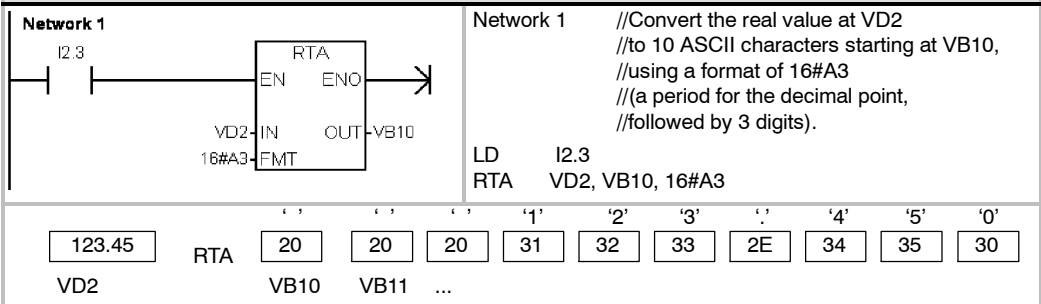 Network 1
I2.3
RTA
EN ENO
VD2 IN OUT VB10
16#A3 FMT
Network 1 //Convert the real value at VD2
//to 10 ASCII characters starting at VB10,
//using a format of 16#A3
//(a period for the decimal point,
//followed by 3 digits).
LD I2.3
RTA VD2, VB10, 16#A3
‘ ’ ‘ ’ ‘ ’ ‘1’ ‘2’ ‘3’ ‘.’ ‘4’ ‘5’ ‘0’
123.45 RTA 20 20 20 31 32 33 2E 34 35 30
VD2 VB10 VB11 ...